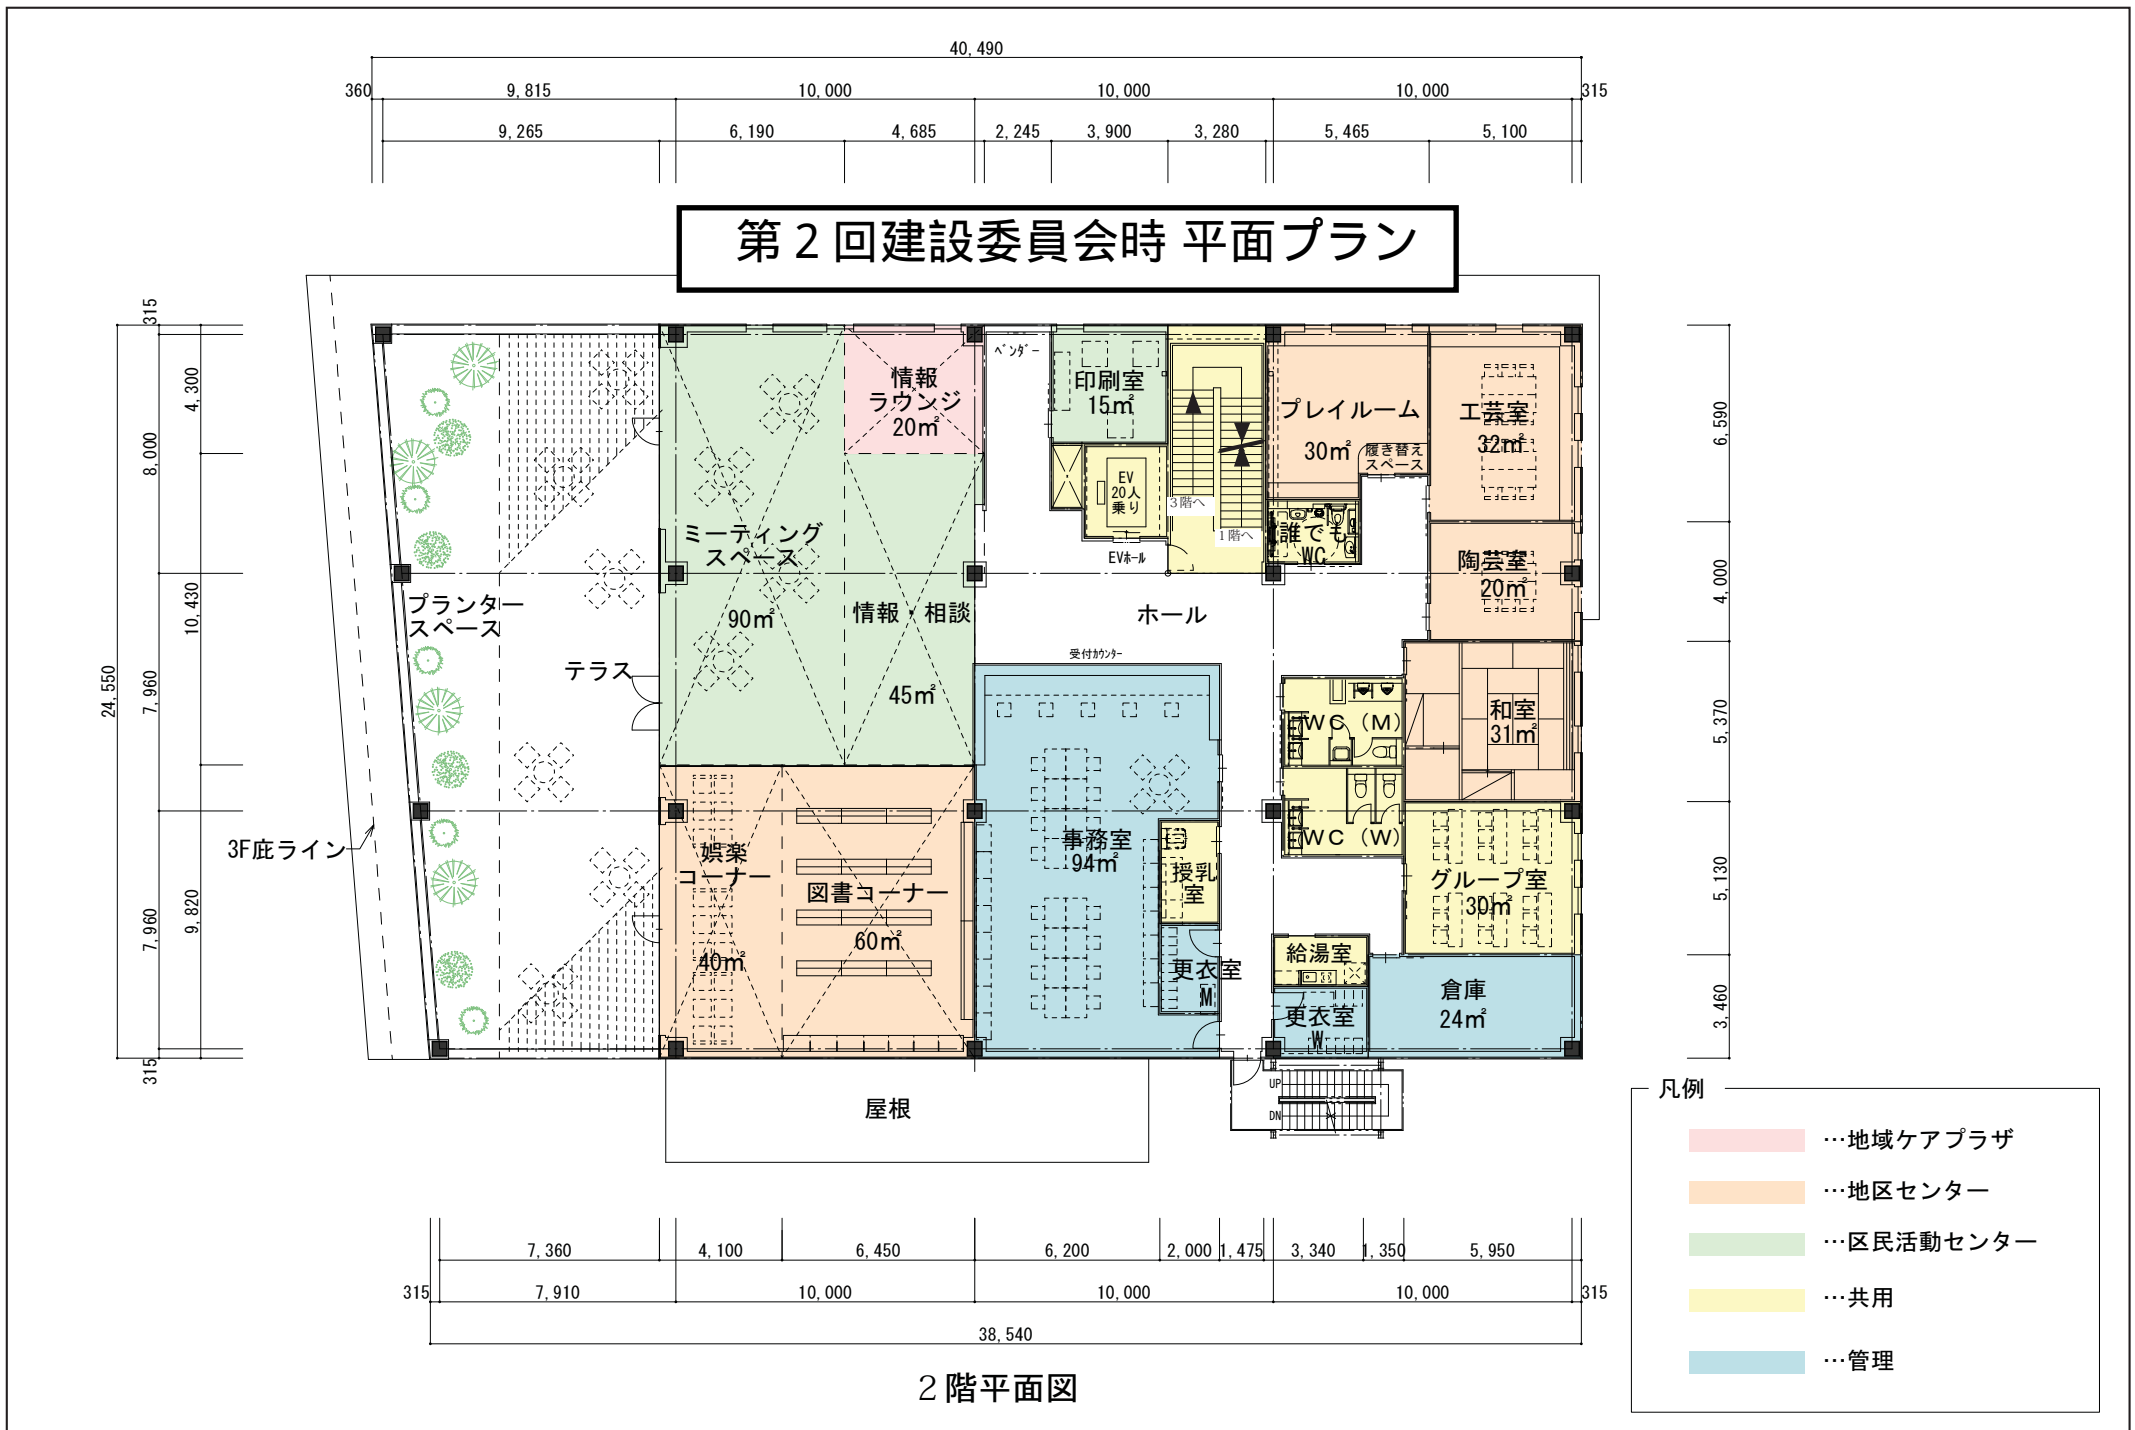 40,490
360 9,815 10,000 10,000 10,000 315
9,265 6,190 4,685 2,245 3,900 3,280 5,465 5,100
第2回建設委員会時 平面プラン
315
4,300
8,000
10,430
24,550
7,960
9,820
7,960
315
6,590
4,000
5,370
5,130
3,460
ベンダー
情報
ラウンジ
20㎡
印刷室
15㎡
EV
20人
乗り
EVホール
3階へ
1階へ
プレイルーム
30㎡
履き替え
スペース
工芸室
32㎡
誰でも
WC
陶芸室
20㎡
ミーティング
スペース
90㎡
情報・相談
45㎡
ホール
受付カウンター
プランター
スペース
テラス
和室
31㎡
WC(M)
WC(W)
3F庇ライン
娯楽
コーナー
40㎡
図書コーナー
60㎡
事務室
94㎡
授乳
室
グループ室
30㎡
更衣室
M
給湯室
更衣室
W
倉庫
24㎡
屋根
UP
DN
凡例
…地域ケアプラザ
…地区センター
…区民活動センター
…共用
…管理
7,360 4,100 6,450 6,200 2,000 1,475 3,340 1,350 5,950
315 7,910 10,000 10,000 10,000 315
38,540
2階平面図